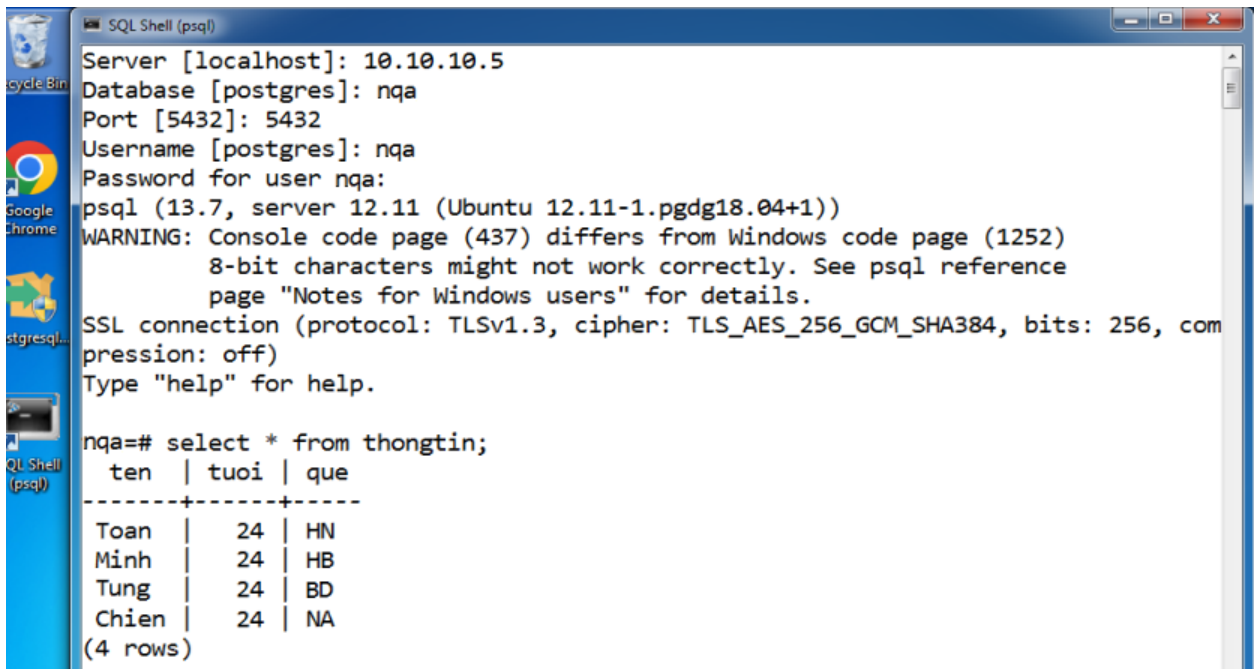 SQL Shell (psql)
Server [localhost]: 10.10.10.5
Database [postgres]: nqa
Port [5432]: 5432
Username [postgres]: nqa
Password for user nqa:
psql (13.7, server 12.11 (Ubuntu 12.11-1.pgdg18.04+1))
WARNING: Console code page (437) differs from Windows code page (1252)
         8-bit characters might not work correctly. See psql reference
         page "Notes for Windows users" for details.
SSL connection (protocol: TLSv1.3, cipher: TLS_AES_256_GCM_SHA384, bits: 256, com
pression: off)
Type "help" for help.
nqa=# select * from thongtin;
  ten  | tuoi | que
-------+------+-----
 Toan  |   24 | HN
 Minh  |   24 | HB
 Tung  |   24 | BD
 Chien |   24 | NA
(4 rows)
ecycle Bin
Google
Chrome
stgresql...
QL Shell
(psql)